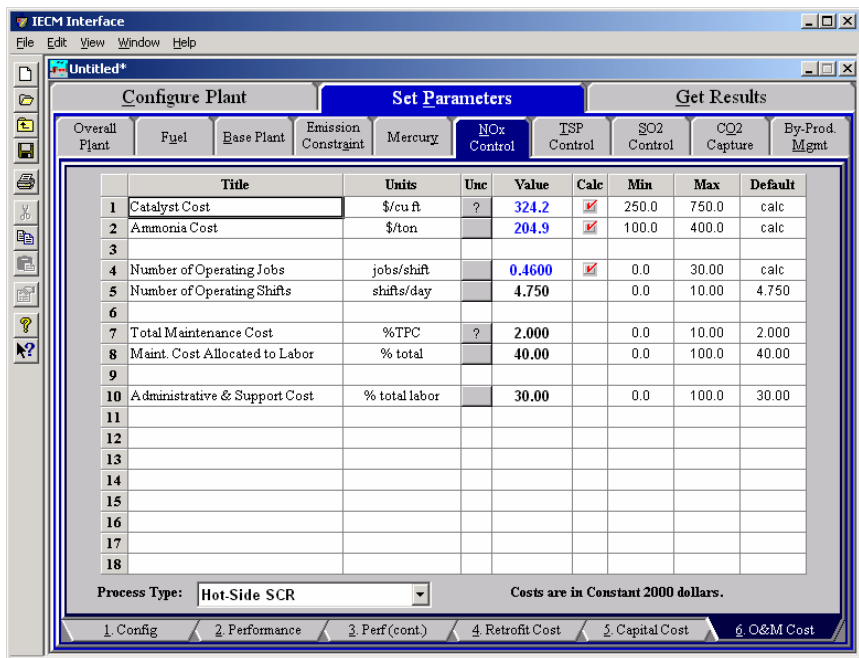 IECM Interface
File Edit View Window Help
Untitled*
Configure Plant Set Parameters Get Results
Overall Plant Fuel Base Plant Emission Constraint Mercury NOx Control TSP Control SO2 Control CO2 Capture By-Prod. Mgmt
Title Units Unc Value Calc Min Max Default
1 Catalyst Cost $/cu ft ? 324.2 250.0 750.0 calc
2 Ammonia Cost $/ton 204.9 100.0 400.0 calc
3
4 Number of Operating Jobs jobs/shift 0.4600 0.0 30.00 calc
5 Number of Operating Shifts shifts/day 4.750 0.0 10.00 4.750
6
7 Total Maintenance Cost %TPC ? 2.000 0.0 10.00 2.000
8 Maint. Cost Allocated to Labor % total 40.00 0.0 100.0 40.00
9
10 Administrative & Support Cost % total labor 30.00 0.0 100.0 30.00
11
12
13
14
15
16
17
18
Process Type: Hot-Side SCR Costs are in Constant 2000 dollars.
1. Config 2. Performance 3. Perf (cont.) 4. Retrofit Cost 5. Capital Cost 6. O&M Cost